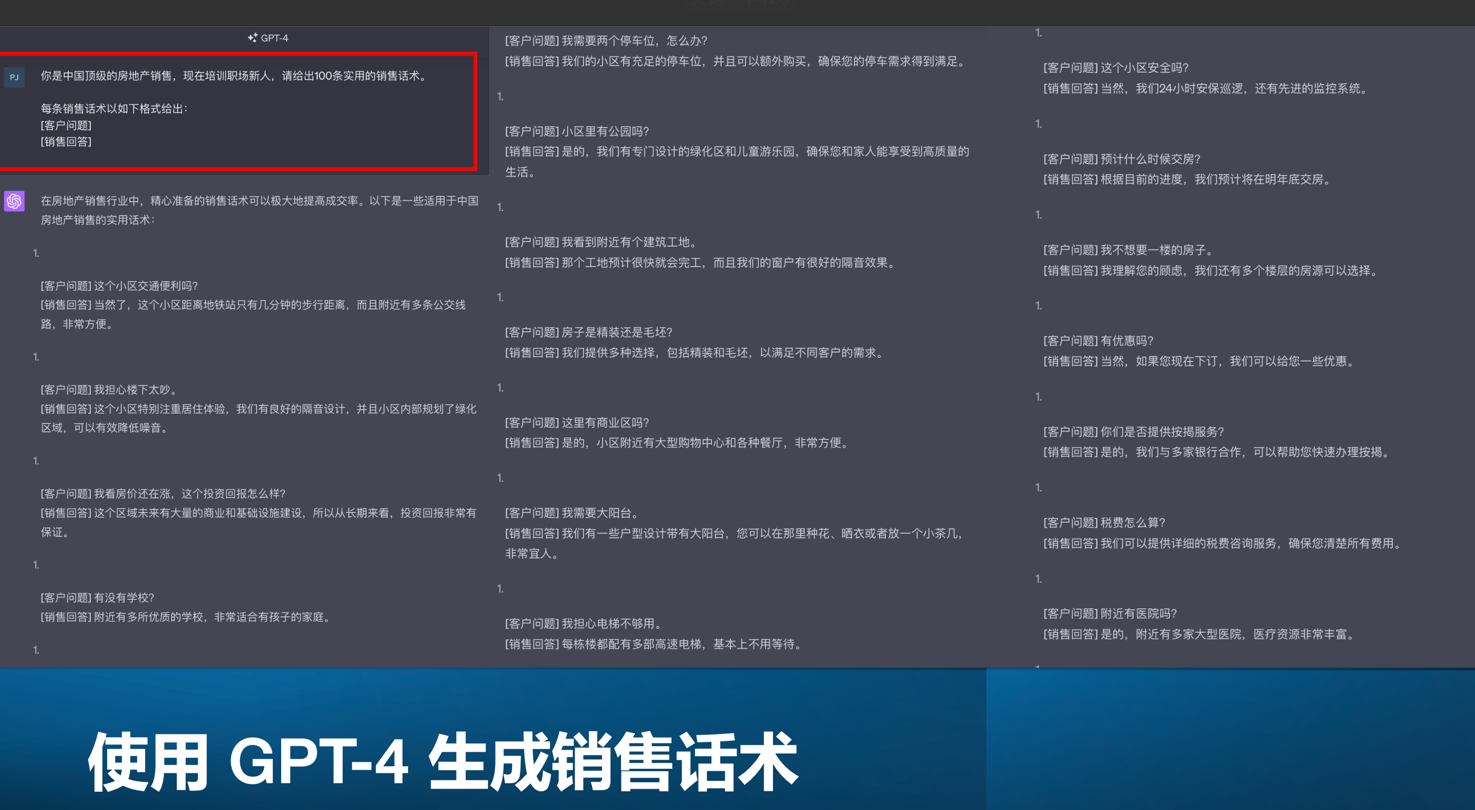 GPT-4
PJ
你是中国顶级的房地产销售，现在培训职场新人，请给出100条实用的销售话术。
每条销售话术以如下格式给出：
[客户问题]
[销售回答]
在房地产销售行业中，精心准备的销售话术可以极大地提高成交率。以下是一些适用于中国
房地产销售的实用话术：
1.
[客户问题] 这个小区交通便利吗？
[销售回答] 当然了，这个小区距离地铁站只有几分钟的步行距离，而且附近有多条公交线
路，非常方便。
1.
[客户问题] 我担心楼下太吵。
[销售回答] 这个小区特别注重居住体验，我们有良好的隔音设计，并且小区内部规划了绿化
区域，可以有效降低噪音。
1.
[客户问题] 我看房价还在涨，这个投资回报怎么样？
[销售回答] 这个区域未来有大量的商业和基础设施建设，所以从长期来看，投资回报非常有
保证。
1.
[客户问题] 有没有学校？
[销售回答] 附近有多所优质的学校，非常适合有孩子的家庭。
1.
[客户问题] 我需要两个停车位，怎么办？
[销售回答] 我们的小区有充足的停车位，并且可以额外购买，确保您的停车需求得到满足。
1.
[客户问题] 小区里有公园吗？
[销售回答] 是的，我们有专门设计的绿化区和儿童游乐园，确保您和家人能享受到高质量的
生活。
1.
[客户问题] 我看到附近有个建筑工地。
[销售回答] 那个工地预计很快就会完工，而且我们的窗户有很好的隔音效果。
1.
[客户问题] 房子是精装还是毛坯？
[销售回答] 我们提供多种选择，包括精装和毛坯，以满足不同客户的需求。
1.
[客户问题] 这里有商业区吗？
[销售回答] 是的，小区附近有大型购物中心和各种餐厅，非常方便。
1.
[客户问题] 我需要大阳台。
[销售回答] 我们有一些户型设计带有大阳台，您可以在那里种花、晒衣或者放一个小茶几，
非常宜人。
1.
[客户问题] 我担心电梯不够用。
[销售回答] 每栋楼都配有多部高速电梯，基本上不用等待。
1.
[客户问题] 这个小区安全吗？
[销售回答] 当然，我们24小时安保巡逻，还有先进的监控系统。
1.
[客户问题] 预计什么时候交房？
[销售回答] 根据目前的进度，我们预计将在明年底交房。
1.
[客户问题] 我不想要一楼的房子。
[销售回答] 我理解您的顾虑，我们还有多个楼层的房源可以选择。
1.
[客户问题] 有优惠吗？
[销售回答] 当然，如果您现在下订，我们可以给您一些优惠。
1.
[客户问题] 你们是否提供按揭服务？
[销售回答] 是的，我们与多家银行合作，可以帮助您快速办理按揭。
1.
[客户问题] 税费怎么算？
[销售回答] 我们可以提供详细的税费咨询服务，确保您清楚所有费用。
1.
[客户问题] 附近有医院吗？
[销售回答] 是的，附近有多家大型医院，医疗资源非常丰富。
使用 GPT-4 生成销售话术